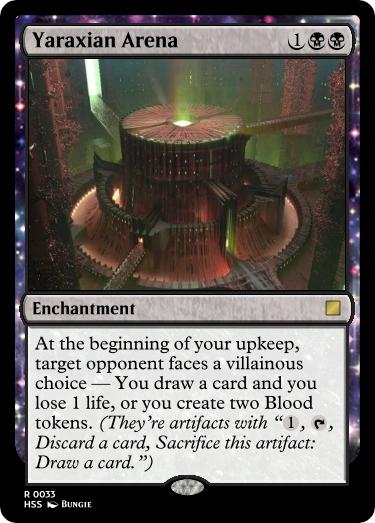 Yaraxian Arena 1
Enchantment
At the beginning of your upkeep,
target opponent faces a villainous
choice — You draw a card and you
lose 1 life, or you create two Blood
tokens. (They're artifacts with “1, ,
Discard a card, Sacrifice this artifact:
Draw a card.”)
R 0033
HSS BUNGIE